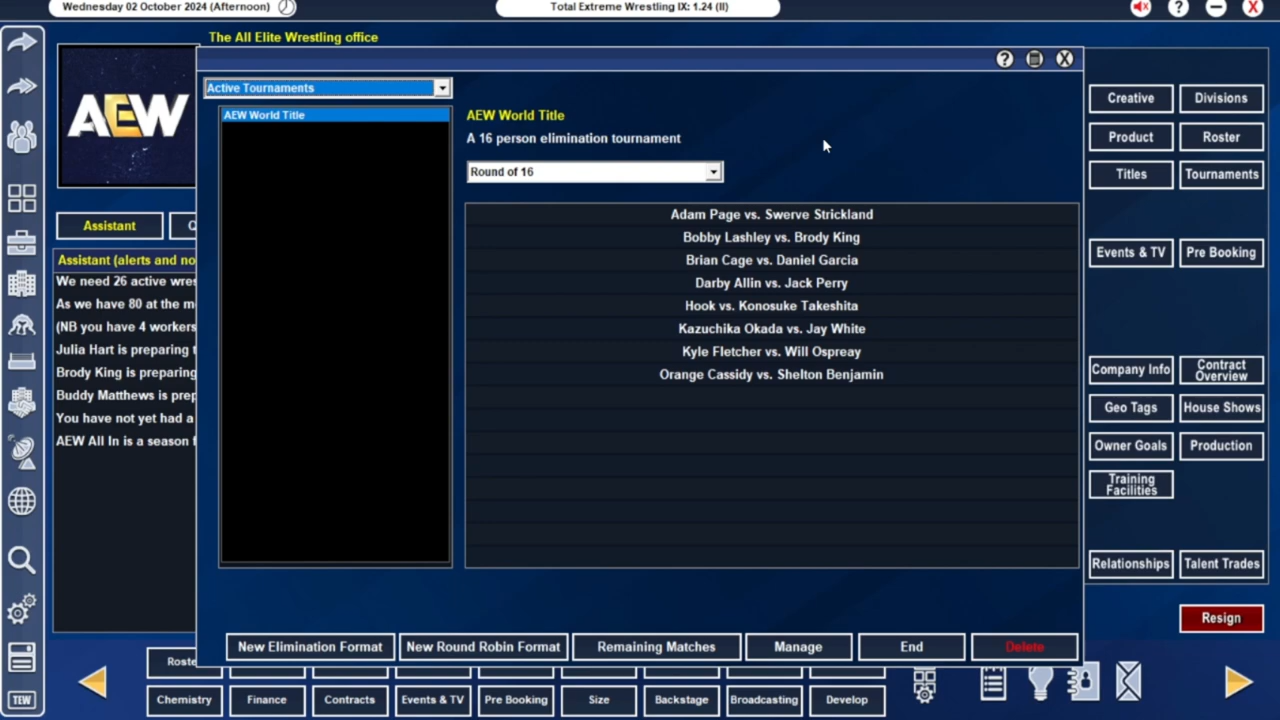 Wednesday 02 October 2024 (Afternoon)
Total Extreme Wrestling IX: 1.24 (II)
?
X
The All Elite Wrestling office
?
X
AEW
Active Tournaments
AEW World Title
AEW World Title
A 16 person elimination tournament
Round of 16
Adam Page vs. Swerve Strickland
Bobby Lashley vs. Brody King
Brian Cage vs. Daniel Garcia
Darby Allin vs. Jack Perry
Hook vs. Konosuke Takeshita
Kazuchika Okada vs. Jay White
Kyle Fletcher vs. Will Ospreay
Orange Cassidy vs. Shelton Benjamin
Creative
Divisions
Product
Roster
Titles
Tournaments
Events & TV
Pre Booking
Company Info
Contract
Overview
Geo Tags
House Shows
Owner Goals
Production
Training
Facilities
Relationships
Talent Trades
Resign
Assistant
Assistant (alerts and no
We need 26 active wres
As we have 80 at the m
(NB you have 4 workers
Julia Hart is preparing
Brody King is preparing
Buddy Matthews is prep
You have not yet had a
AEW All In is a season
New Elimination Format
New Round Robin Format
Remaining Matches
Manage
End
Delete
Roste
Chemistry
Finance
Contracts
Events & TV
Pre Booking
Size
Backstage
Broadcasting
Develop
TEW